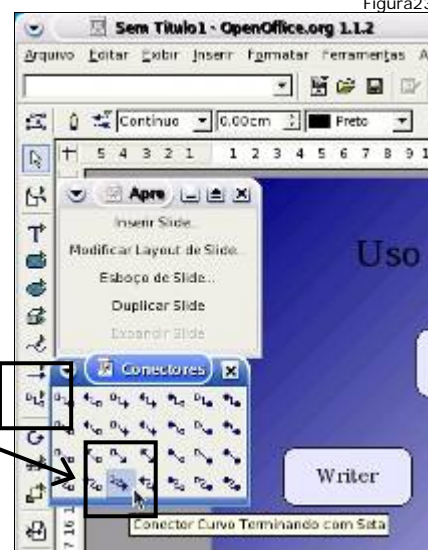 Figura23
Sem Título1 - OpenOffice.org 1.1.2
Arquivo Editar Exibir Inserir Formatar Ferramentas A
Contínuo 0,00cm Preto
5 4 3 2 1 1 2 3 4 5 6 7 8 9 1
Apre
Inserir Slide...
Modificar Layout de Slide...
Esboço de Slide...
Duplicar Slide
Expandir Slide
Uso
Conectores
Writer
Conector Curvo Terminando com Seta